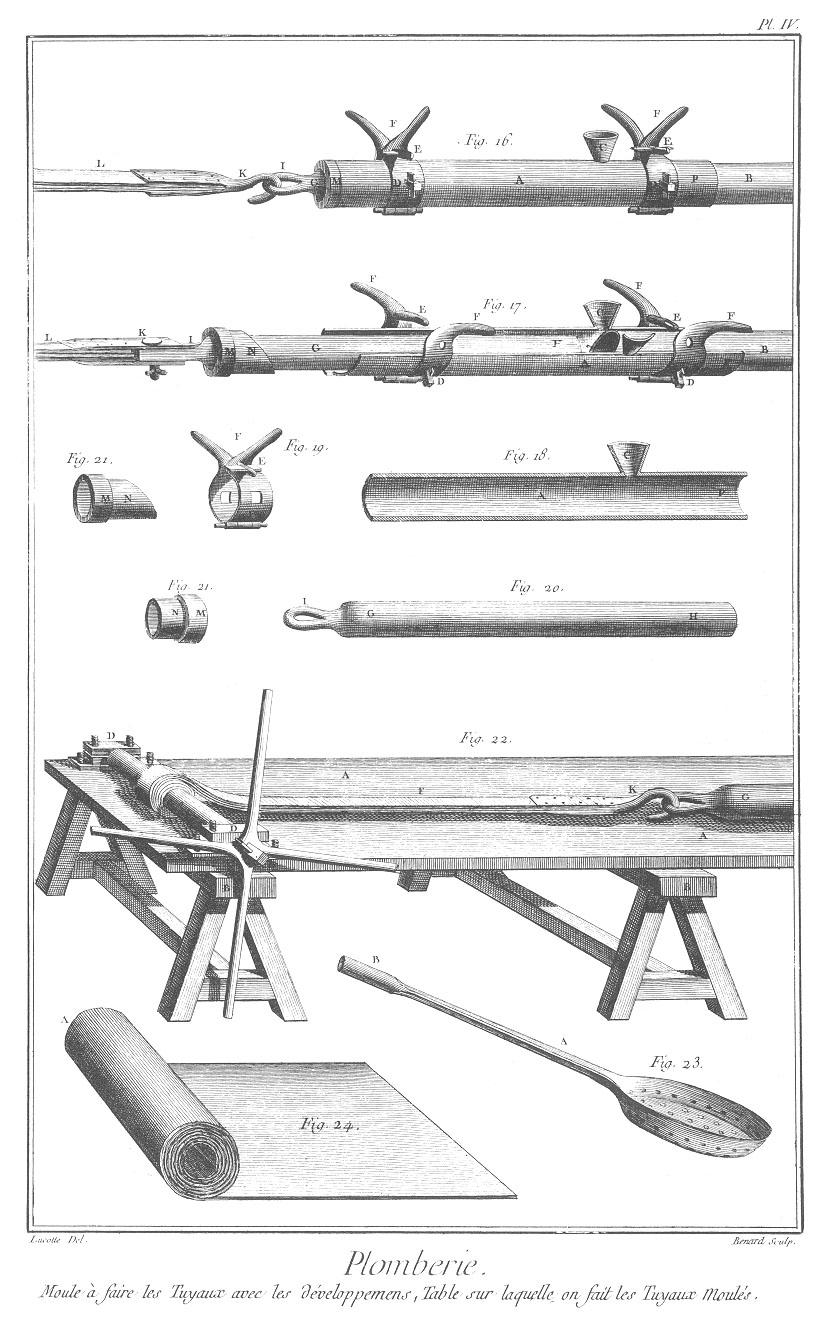 Pl. IV.
Fig. 16.
F F
E E
L K I G M D A C D P B
Fig. 17.
F F
E F C E F
L K I M N G F A B
D D
Fig. 21. Fig. 19. Fig. 18.
F E
M N
C
A P
Fig. 21. Fig. 20.
N M
I G H
Fig. 22.
D
A F K G
D A
B B
Fig. 23.
B
A
Fig. 24.
A
Lucotte Del. Benard Sculp.
Plomberie.
Moule à faire les Tuyaux avec les développemens, Table sur laquelle on fait les Tuyaux Moulés.